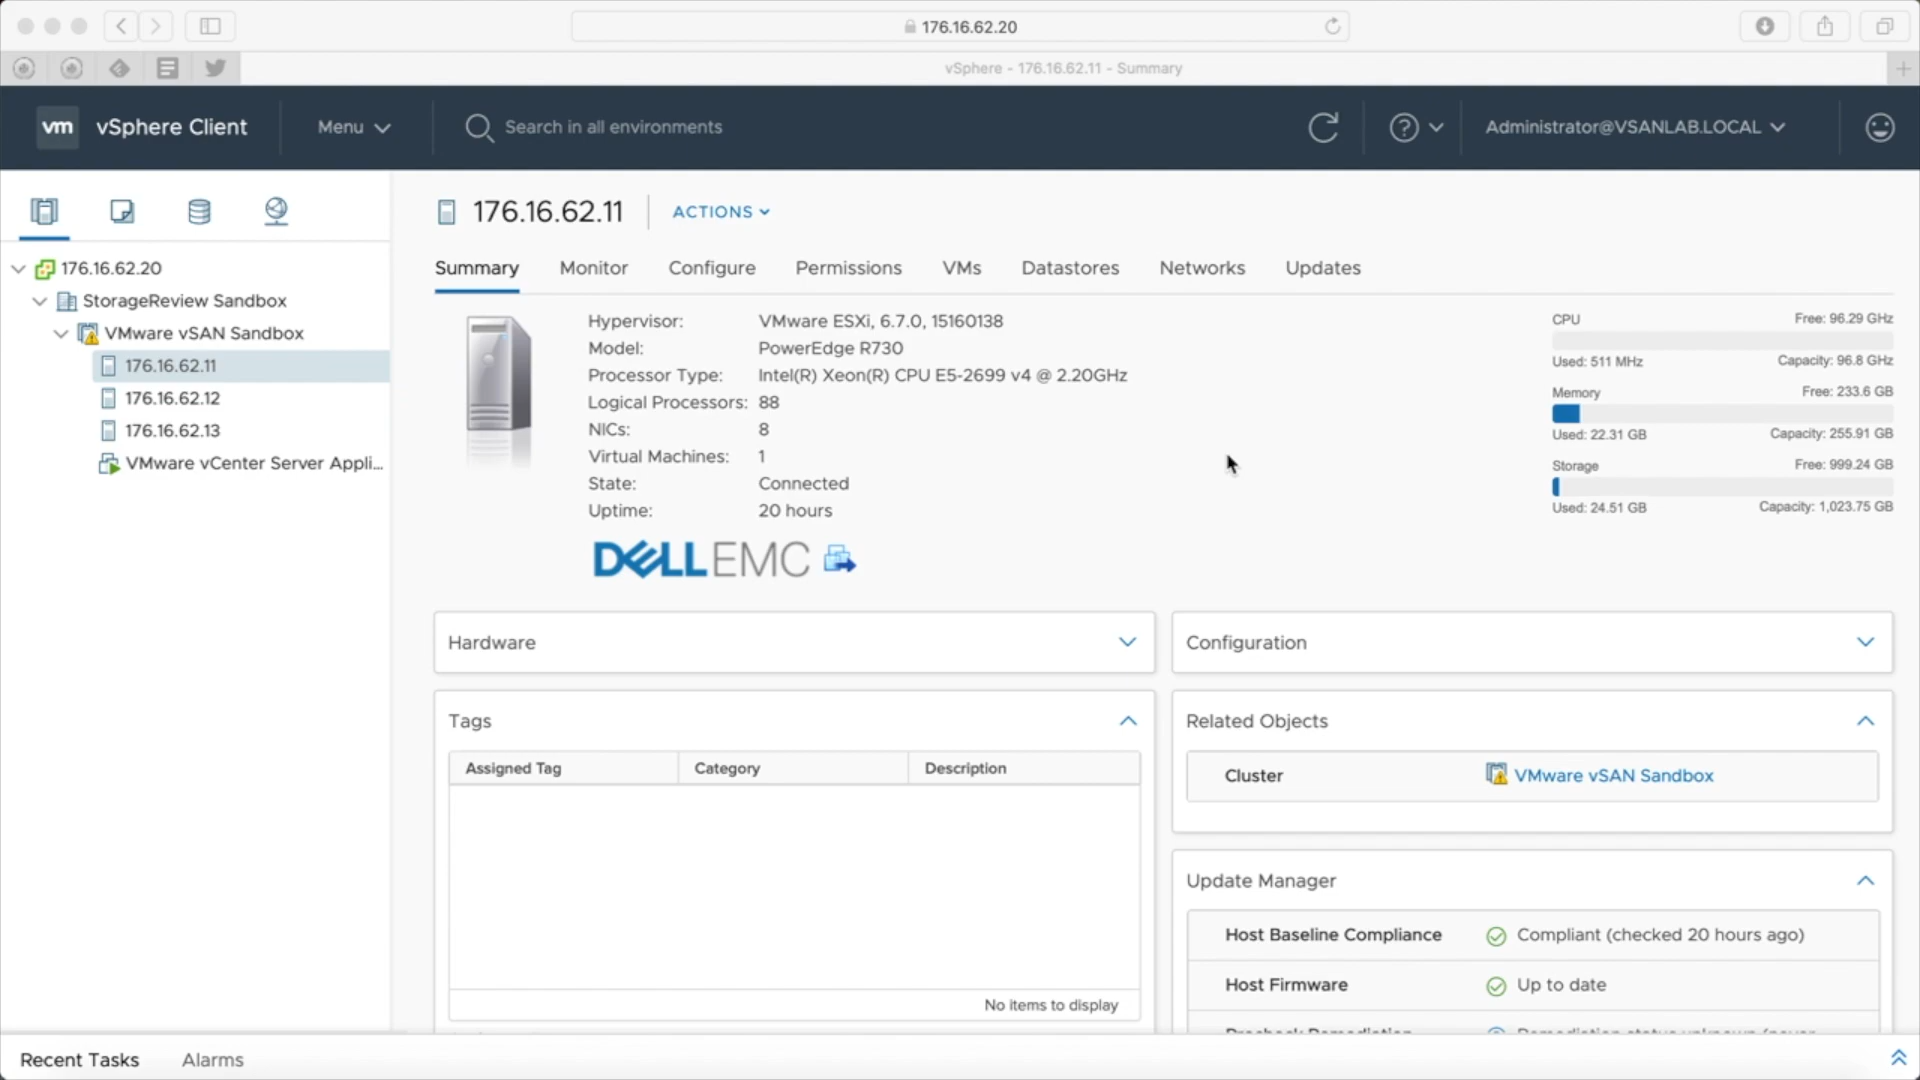 176.16.62.20
vSphere - 176.16.62.11 - Summary
vm vSphere Client Menu Search in all environments Administrator@VSANLAB.LOCAL
176.16.62.11 ACTIONS
Summary Monitor Configure Permissions VMs Datastores Networks Updates
176.16.62.20
StorageReview Sandbox
VMware vSAN Sandbox
176.16.62.11
176.16.62.12
176.16.62.13
VMware vCenter Server Appli...
Hypervisor: VMware ESXi, 6.7.0, 15160138
Model: PowerEdge R730
Processor Type: Intel(R) Xeon(R) CPU E5-2699 v4 @ 2.20GHz
Logical Processors: 88
NICs: 8
Virtual Machines: 1
State: Connected
Uptime: 20 hours
DELLEMC
CPU Free: 96.29 GHz
Used: 511 MHz Capacity: 96.8 GHz
Memory Free: 233.6 GB
Used: 22.31 GB Capacity: 255.91 GB
Storage Free: 999.24 GB
Used: 24.51 GB Capacity: 1,023.75 GB
Hardware
Configuration
Tags
Assigned Tag Category Description
No items to display
Related Objects
Cluster VMware vSAN Sandbox
Update Manager
Host Baseline Compliance Compliant (checked 20 hours ago)
Host Firmware Up to date
Precheck Remediation Remediation status unknown (never
Recent Tasks Alarms